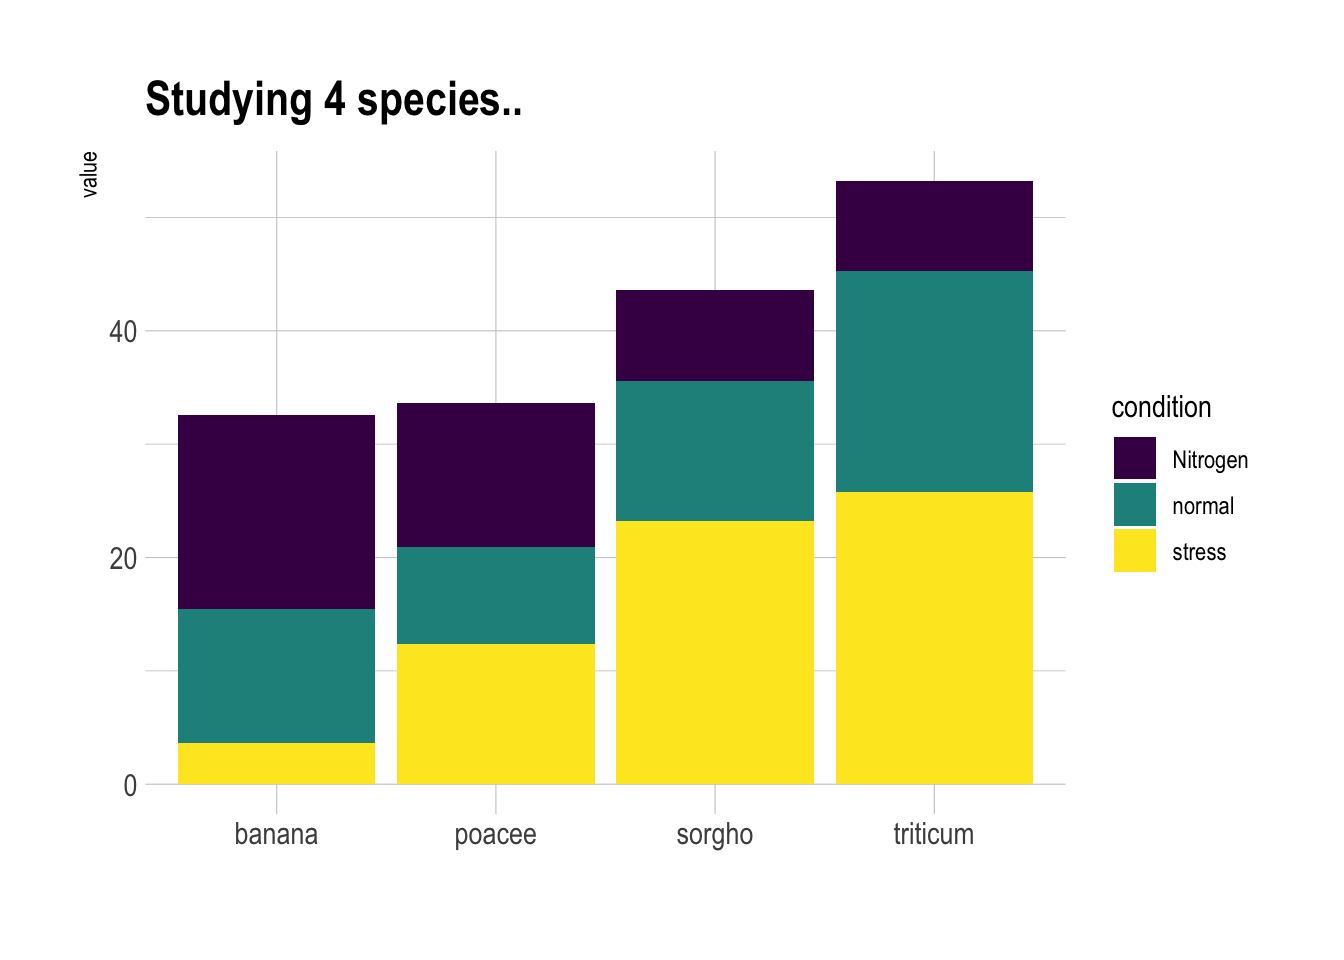 Studying 4 species..
value
40
20
0
banana
poacee
sorgho
triticum
condition
Nitrogen
normal
stress